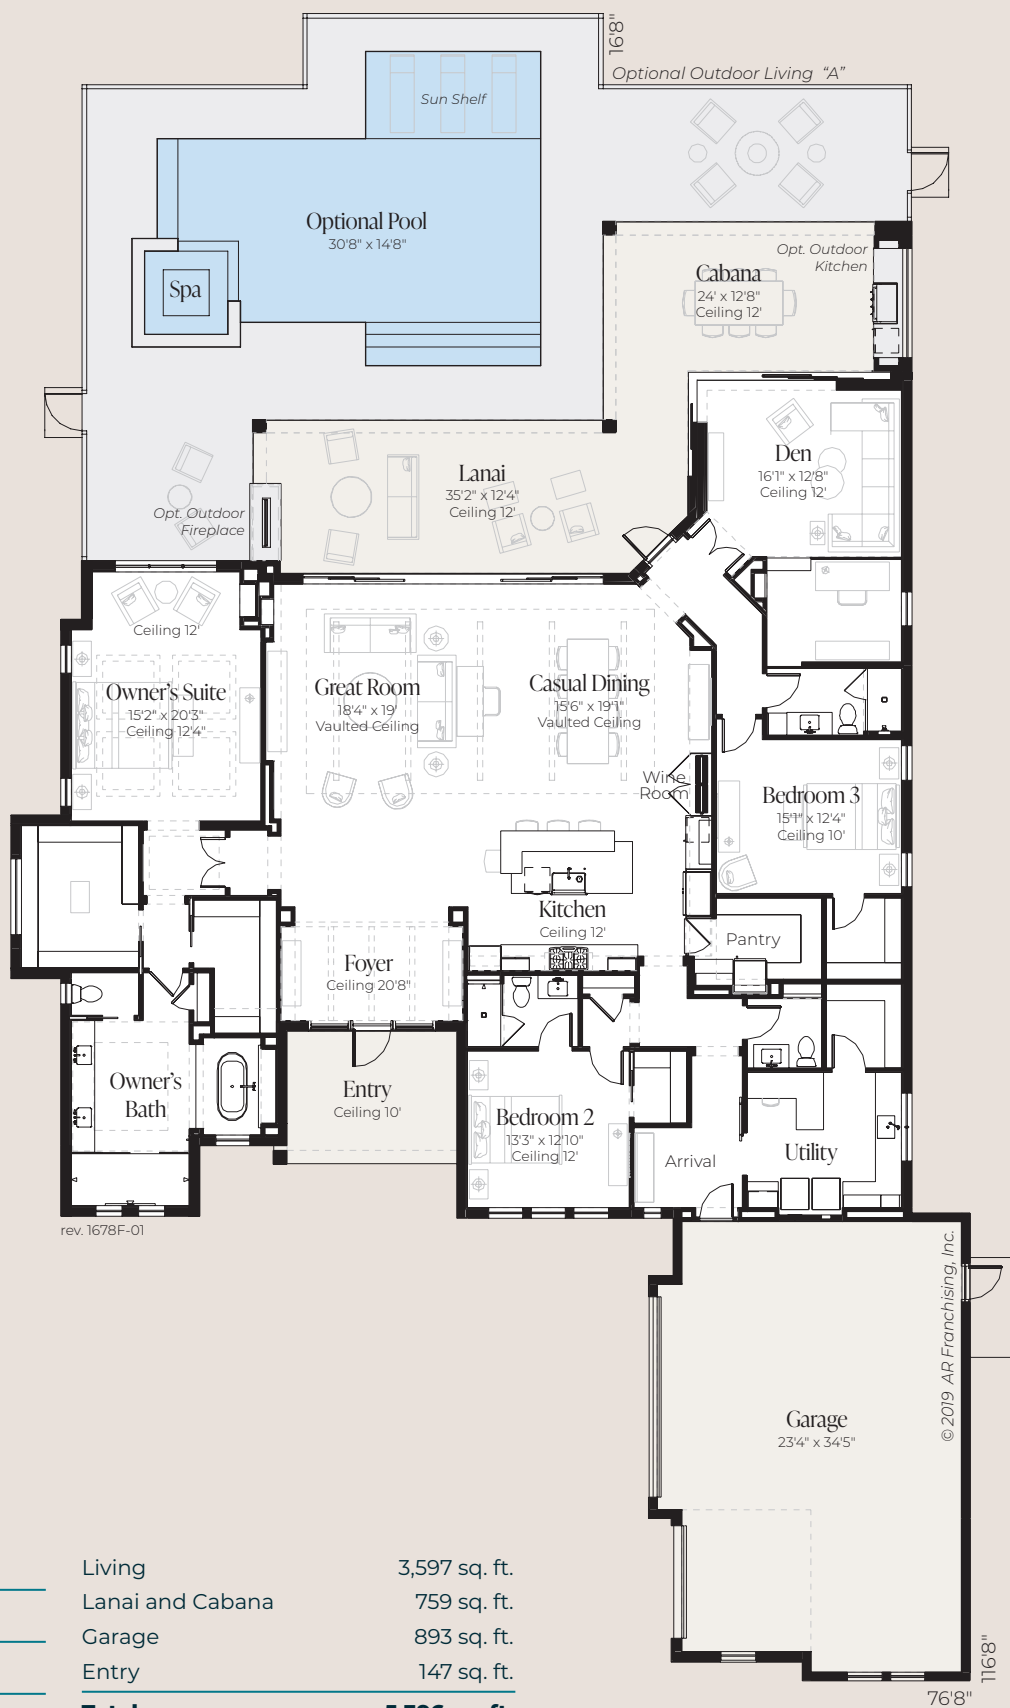 16'8"
Optional Outdoor Living "A"
Sun Shelf
Optional Pool
30'8" x 14'8"
Spa
Opt. Outdoor
Kitchen
Cabana
24' x 12'8"
Ceiling 12'
Den
16'1" x 12'8"
Ceiling 12'
Lanai
35'2" x 12'4"
Ceiling 12'
Opt. Outdoor
Fireplace
Ceiling 12'
Owner's Suite
15'2" x 20'3"
Ceiling 12'4"
Great Room
18'4" x 19'
Vaulted Ceiling
Casual Dining
15'6" x 19'1"
Vaulted Ceiling
Wine
Room
Bedroom 3
15'1" x 12'4"
Ceiling 10'
Kitchen
Ceiling 12'
Pantry
Foyer
Ceiling 20'8"
Owner's
Bath
Entry
Ceiling 10'
Bedroom 2
13'3" x 12'10"
Ceiling 12'
Arrival
Utility
rev. 1678F-01
© 2019 AR Franchising, Inc.
Garage
23'4" x 34'5"
Living 3,597 sq. ft.
Lanai and Cabana 759 sq. ft.
Garage 893 sq. ft.
Entry 147 sq. ft.
116'8"
76'8"